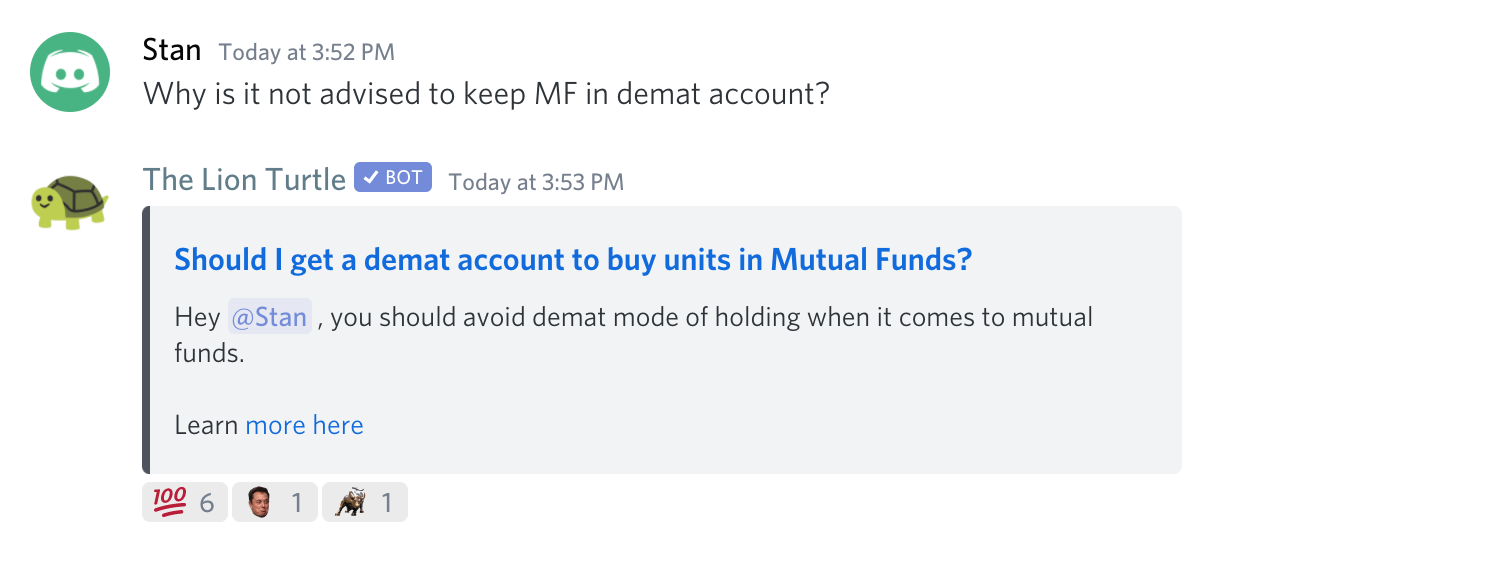 Stan Today at 3:52 PM
Why is it not advised to keep MF in demat account?
The Lion Turtle BOT Today at 3:53 PM
Should I get a demat account to buy units in Mutual Funds?
Hey @Stan , you should avoid demat mode of holding when it comes to mutual
funds.
Learn more here
100 6 1 1